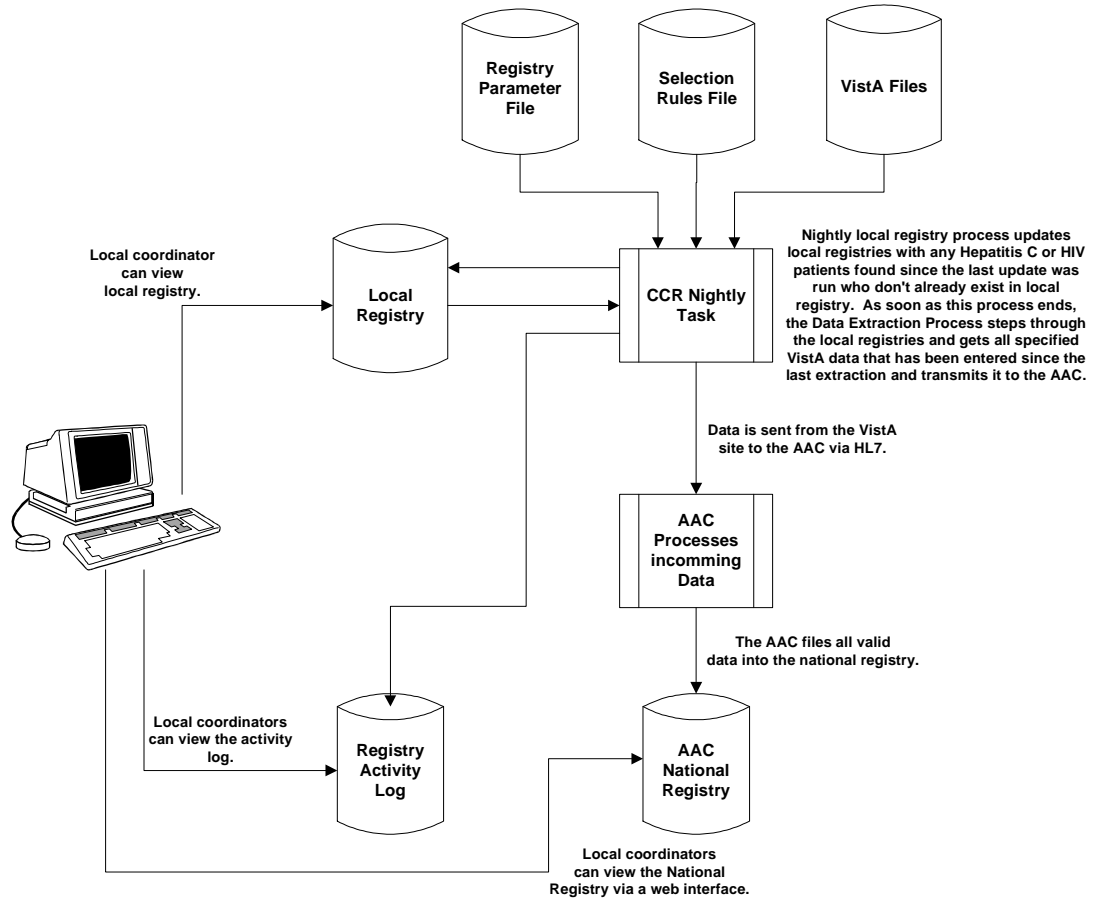 Registry
Parameter
File
Selection
Rules File
VistA Files
Local coordinator
can view
local registry.
Local
Registry
CCR Nightly
Task
Nightly local registry process updates
local registries with any Hepatitis C or HIV
patients found since the last update was
run who don't already exist in local
registry. As soon as this process ends,
the Data Extraction Process steps through
the local registries and gets all specified
VistA data that has been entered since the
last extraction and transmits it to the AAC.
Data is sent from the VistA
site to the AAC via HL7.
AAC
Processes
incomming
Data
The AAC files all valid
data into the national registry.
Local coordinators
can view the activity
log.
Registry
Activity
Log
AAC
National
Registry
Local coordinators
can view the National
Registry via a web interface.